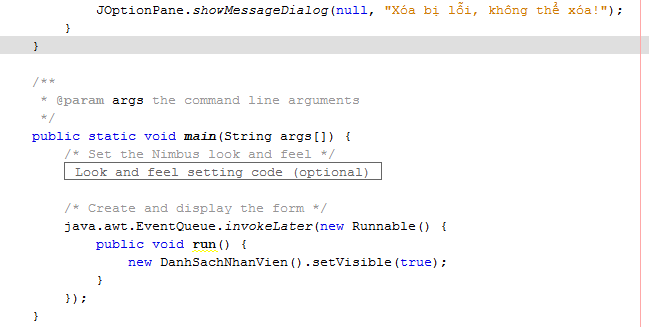 JOptionPane.showMessageDialog(null, "Xóa bị lỗi, không thể xóa!");
}
}
/**
* @param args the command line arguments
*/
public static void main(String args[]) {
/* Set the Nimbus look and feel */
Look and feel setting code (optional)
/* Create and display the form */
java.awt.EventQueue.invokeLater(new Runnable() {
public void run() {
new DanhSachNhanVien().setVisible(true);
}
});
}